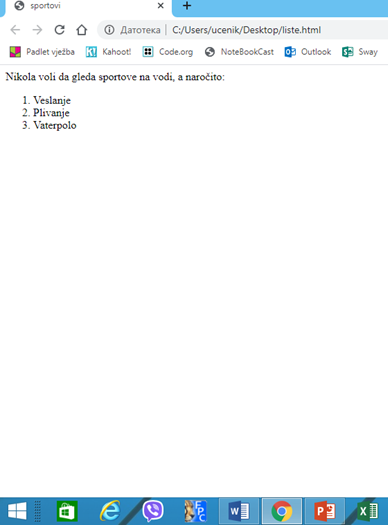 sportovi
Датотека | C:/Users/ucenik/Desktop/liste.html
Padlet vježba Kahoot! Code.org NoteBookCast Outlook Sway
Nikola voli da gleda sportove na vodi, a naročito:
1. Veslanje
2. Plivanje
3. Vaterpolo